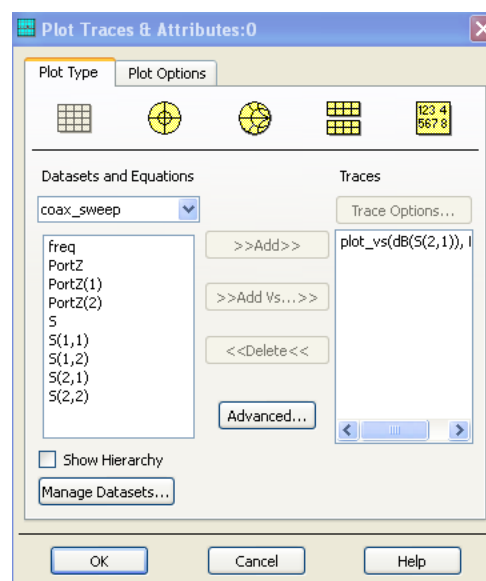 Plot Traces & Attributes:0
Plot Type
Plot Options
123 4
567 8
Datasets and Equations
Traces
coax_sweep
Trace Options...
freq
PortZ
PortZ(1)
PortZ(2)
S
S(1,1)
S(1,2)
S(2,1)
S(2,2)
>>Add>>
>>Add Vs...>>
<<Delete<<
Advanced...
plot_vs(dB(S(2,1)),
Show Hierarchy
Manage Datasets...
OK
Cancel
Help